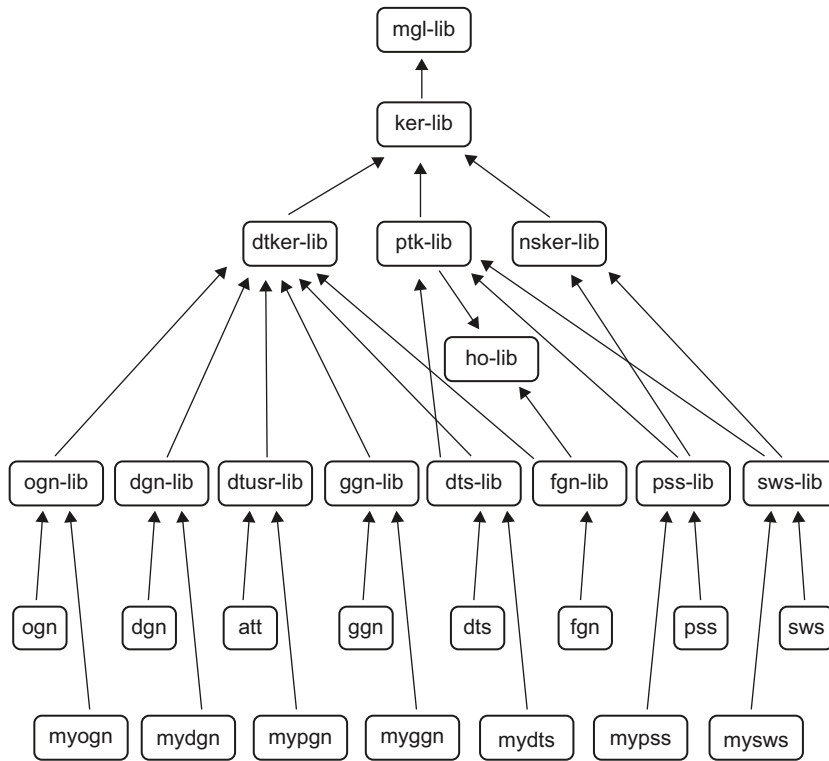 mgl-lib
ker-lib
dtker-lib
ptk-lib
nsker-lib
ho-lib
ogn-lib
dgn-lib
dtusr-lib
ggn-lib
dts-lib
fgn-lib
pss-lib
sws-lib
ogn
dgn
att
ggn
dts
fgn
pss
sws
myogn
mydgn
mypgn
myggn
mydts
mypss
mysws